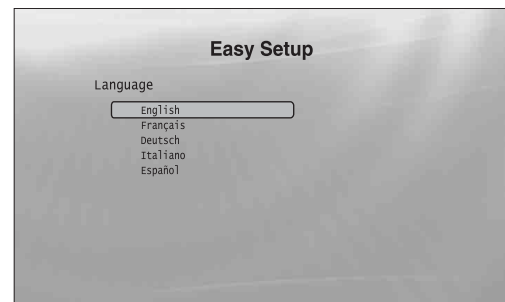 Easy Setup
Language
English
Français
Deutsch
Italiano
Español